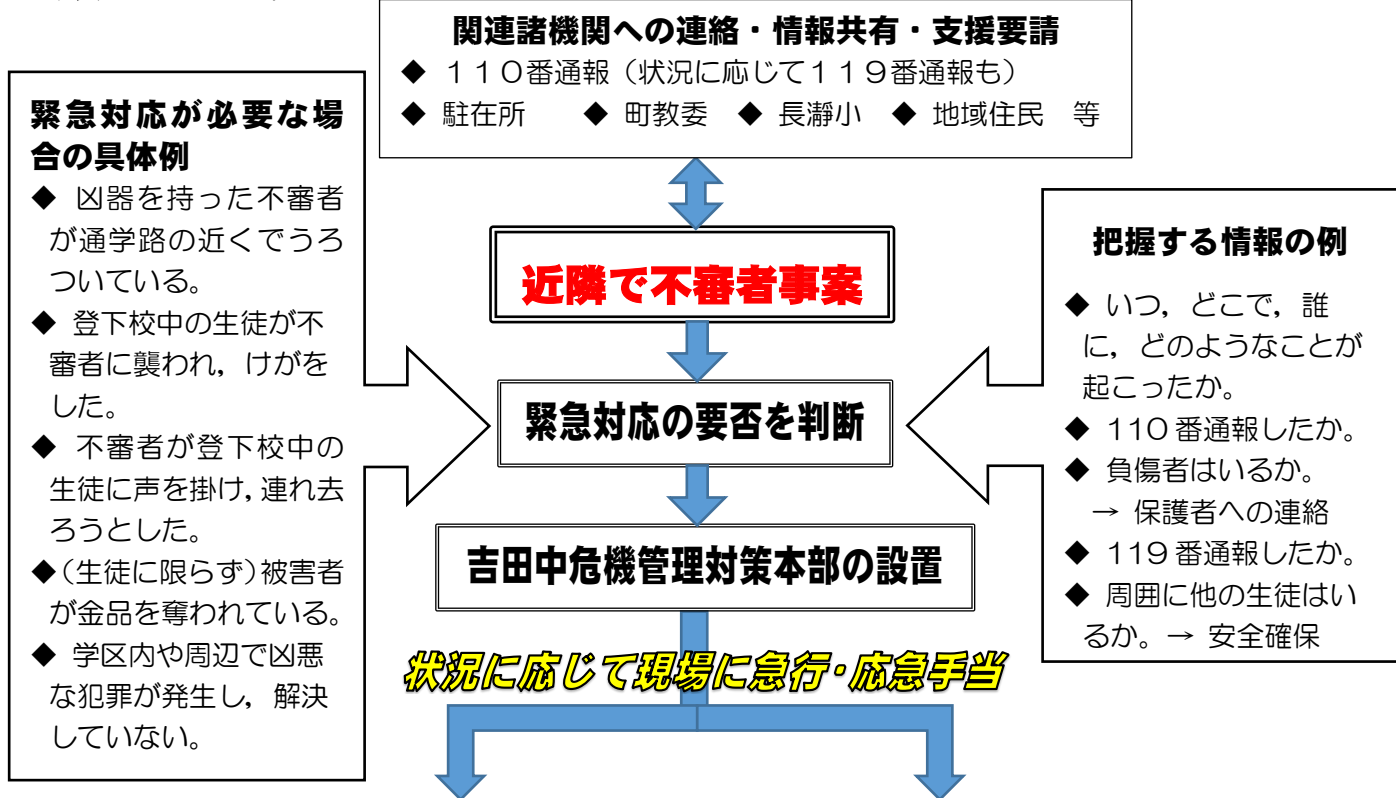 関連諸機関への連絡・情報共有・支援要請
◆ １１０番通報（状況に応じて１１９番通報も）
◆ 駐在所　◆ 町教委　◆ 長瀞小　◆ 地域住民　等
緊急対応が必要な場
合の具体例
◆ 凶器を持った不審者
が通学路の近くでうろ
ついている。
◆ 登下校中の生徒が不
審者に襲われ，けがを
した。
◆ 不審者が登下校中の
生徒に声を掛け，連れ去
ろうとした。
◆（生徒に限らず）被害者
が金品を奪われている。
◆ 学区内や周辺で凶悪
な犯罪が発生し，解決
していない。
近隣で不審者事案
緊急対応の要否を判断
吉田中危機管理対策本部の設置
状況に応じて現場に急行・応急手当
把握する情報の例
◆ いつ，どこで，誰
に，どのようなことが
起こったか。
◆ 110番通報したか。
◆ 負傷者はいるか。
→ 保護者への連絡
◆ 119番通報したか。
◆ 周囲に他の生徒はい
るか。→ 安全確保